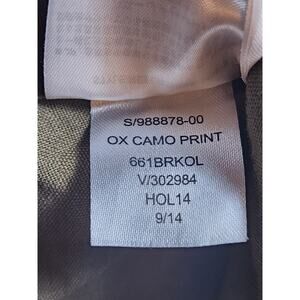 S/988878-00
OX CAMO PRINT
661BRKOL
V/302984
HOL14
9/14